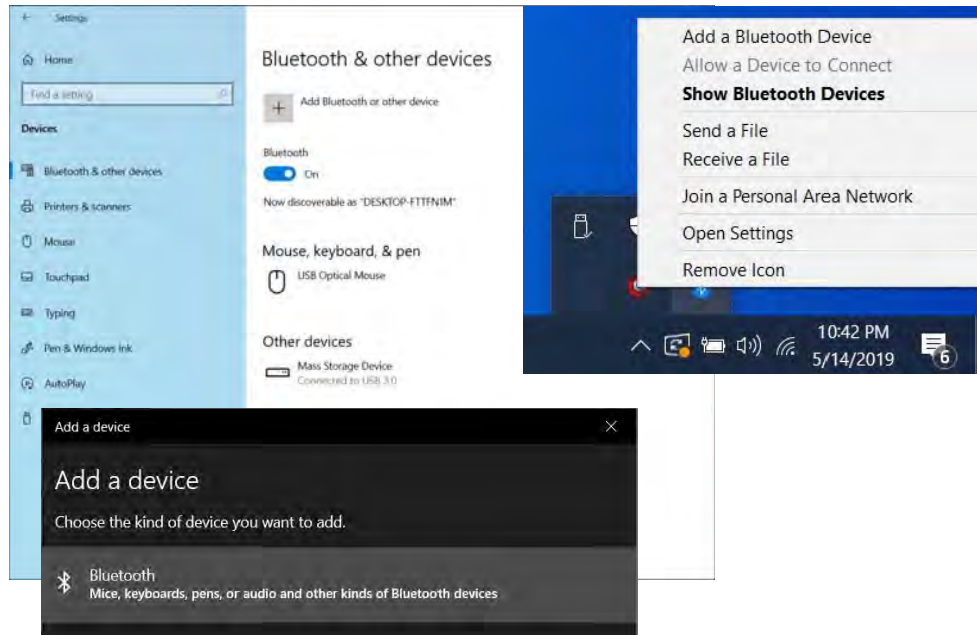 Settings
Home
Find a setting
Devices
Bluetooth & other devices
Printers & scanners
Mouse
Touchpad
Typing
Pen & Windows Ink
AutoPlay
Bluetooth & other devices
Add Bluetooth or other device
Bluetooth
On
Now discoverable as "DESKTOP-FTTFN1M"
Mouse, keyboard, & pen
USB Optical Mouse
Other devices
Mass Storage Device
Connected to USB 3.0
Add a Bluetooth Device
Allow a Device to Connect
Show Bluetooth Devices
Send a File
Receive a File
Join a Personal Area Network
Open Settings
Remove Icon
10:42 PM
5/14/2019
6
Add a device
Add a device
Choose the kind of device you want to add.
Bluetooth
Mice, keyboards, pens, or audio and other kinds of Bluetooth devices